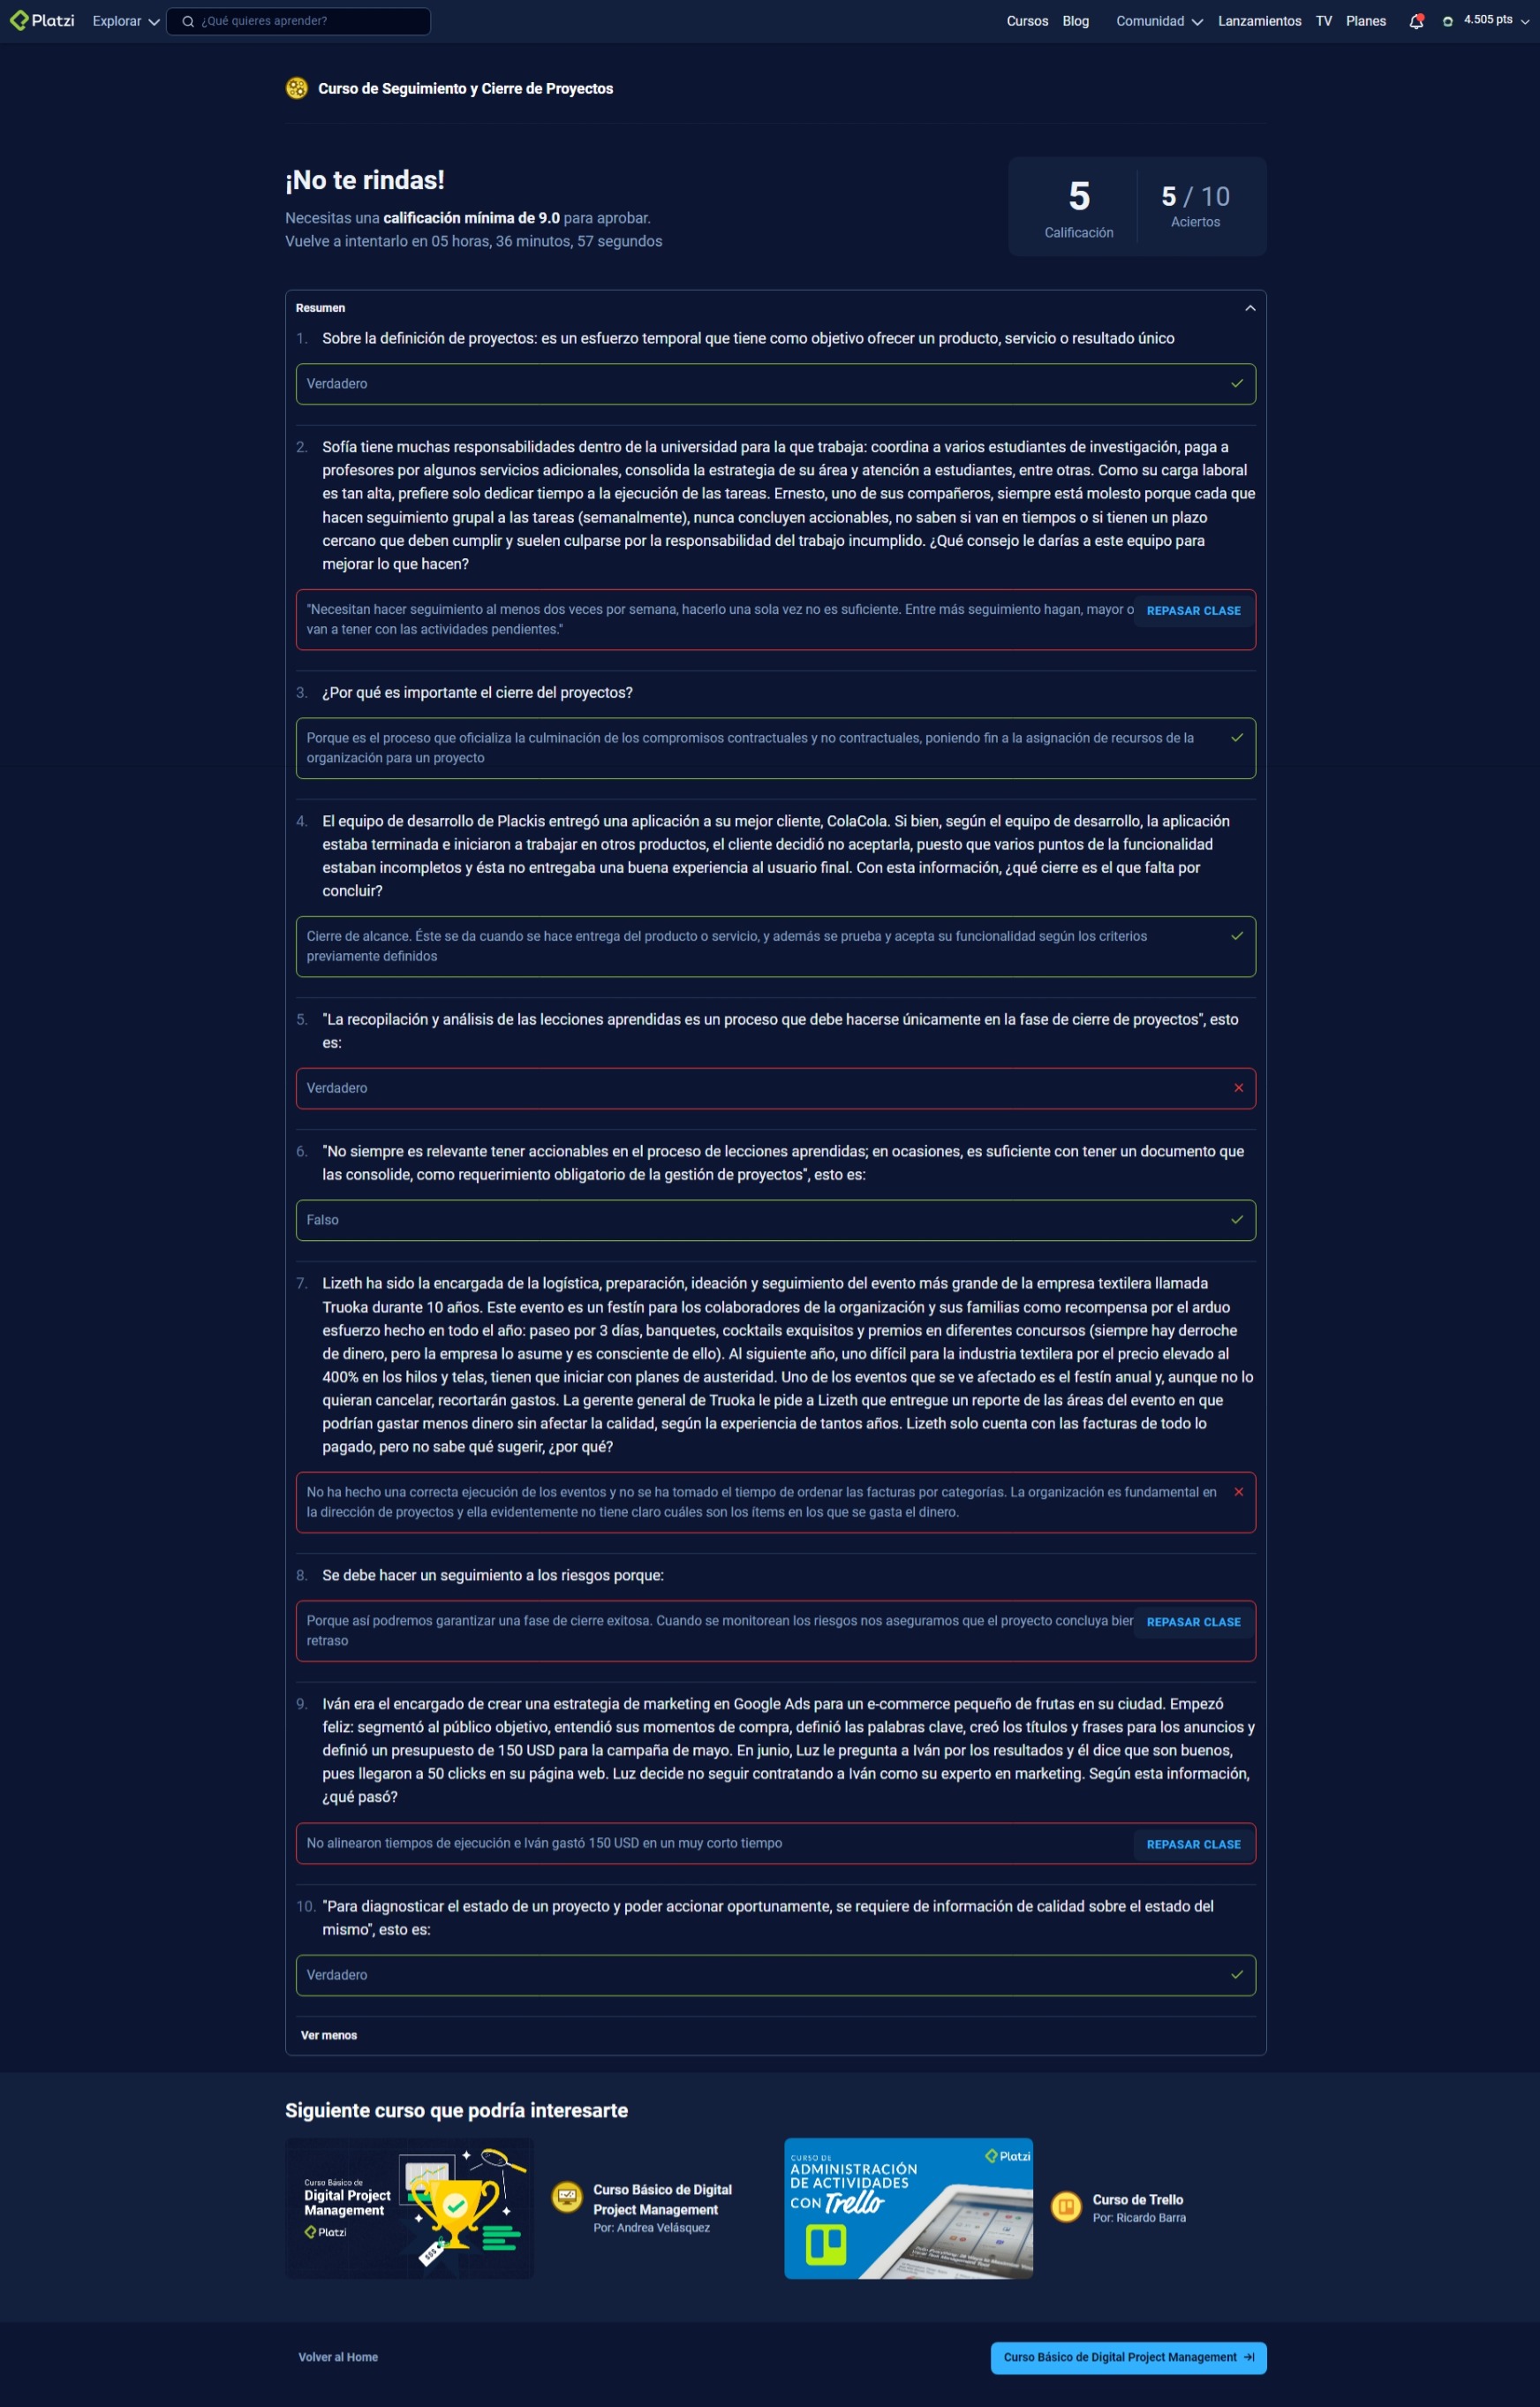 Platzi
Explorar
¿Qué quieres aprender?
Cursos
Blog
Comunidad
Lanzamientos
TV
Planes
4.505 pts
Curso de Seguimiento y Cierre de Proyectos
¡No te rindas!
Necesitas una calificación mínima de 9.0 para aprobar.
Vuelve a intentarlo en 05 horas, 36 minutos, 57 segundos
5
Calificación
5 / 10
Aciertos
Resumen
1. Sobre la definición de proyectos: es un esfuerzo temporal que tiene como objetivo ofrecer un producto, servicio o resultado único
Verdadero
2. Sofía tiene muchas responsabilidades dentro de la universidad para la que trabaja: coordina a varios estudiantes de investigación, paga a
profesores por algunos servicios adicionales, consolida la estrategia de su área y atención a estudiantes, entre otras. Como su carga laboral
es tan alta, prefiere solo dedicar tiempo a la ejecución de las tareas. Ernesto, uno de sus compañeros, siempre está molesto porque cada que
hacen seguimiento grupal a las tareas (semanalmente), nunca concluyen accionables, no saben si van en tiempos o si tienen un plazo
cercano que deben cumplir y suelen culparse por la responsabilidad del trabajo incumplido. ¿Qué consejo le darías a este equipo para
mejorar lo que hacen?
"Necesitan hacer seguimiento al menos dos veces por semana, hacerlo una sola vez no es suficiente. Entre más seguimiento hagan, mayor o
REPASAR CLASE
van a tener con las actividades pendientes."
3. ¿Por qué es importante el cierre del proyectos?
Porque es el proceso que oficializa la culminación de los compromisos contractuales y no contractuales, poniendo fin a la asignación de recursos de la
organización para un proyecto
4. El equipo de desarrollo de Plackis entregó una aplicación a su mejor cliente, ColaCola. Si bien, según el equipo de desarrollo, la aplicación
estaba terminada e iniciaron a trabajar en otros productos, el cliente decidió no aceptarla, puesto que varios puntos de la funcionalidad
estaban incompletos y ésta no entregaba una buena experiencia al usuario final. Con esta información, ¿qué cierre es el que falta por
concluir?
Cierre de alcance. Éste se da cuando se hace entrega del producto o servicio, y además se prueba y acepta su funcionalidad según los criterios
previamente definidos
5. "La recopilación y análisis de las lecciones aprendidas es un proceso que debe hacerse únicamente en la fase de cierre de proyectos", esto
es:
Verdadero
6. "No siempre es relevante tener accionables en el proceso de lecciones aprendidas; en ocasiones, es suficiente con tener un documento que
las consolide, como requerimiento obligatorio de la gestión de proyectos", esto es:
Falso
7. Lizeth ha sido la encargada de la logística, preparación, ideación y seguimiento del evento más grande de la empresa textilera llamada
Truoka durante 10 años. Este evento es un festín para los colaboradores de la organización y sus familias como recompensa por el arduo
esfuerzo hecho en todo el año: paseo por 3 días, banquetes, cocktails exquisitos y premios en diferentes concursos (siempre hay derroche
de dinero, pero la empresa lo asume y es consciente de ello). Al siguiente año, uno difícil para la industria textilera por el precio elevado al
400% en los hilos y telas, tienen que iniciar con planes de austeridad. Uno de los eventos que se ve afectado es el festín anual y, aunque no lo
quieran cancelar, recortarán gastos. La gerente general de Truoka le pide a Lizeth que entregue un reporte de las áreas del evento en que
podrían gastar menos dinero sin afectar la calidad, según la experiencia de tantos años. Lizeth solo cuenta con las facturas de todo lo
pagado, pero no sabe qué sugerir, ¿por qué?
No ha hecho una correcta ejecución de los eventos y no se ha tomado el tiempo de ordenar las facturas por categorías. La organización es fundamental en
la dirección de proyectos y ella evidentemente no tiene claro cuáles son los ítems en los que se gasta el dinero.
8. Se debe hacer un seguimiento a los riesgos porque:
Porque así podremos garantizar una fase de cierre exitosa. Cuando se monitorean los riesgos nos aseguramos que el proyecto concluya bier
REPASAR CLASE
retraso
9. Iván era el encargado de crear una estrategia de marketing en Google Ads para un e-commerce pequeño de frutas en su ciudad. Empezó
feliz: segmentó al público objetivo, entendió sus momentos de compra, definió las palabras clave, creó los títulos y frases para los anuncios y
definió un presupuesto de 150 USD para la campaña de mayo. En junio, Luz le pregunta a Iván por los resultados y él dice que son buenos,
pues llegaron a 50 clicks en su página web. Luz decide no seguir contratando a Iván como su experto en marketing. Según esta información,
¿qué pasó?
No alinearon tiempos de ejecución e Iván gastó 150 USD en un muy corto tiempo
REPASAR CLASE
10. "Para diagnosticar el estado de un proyecto y poder accionar oportunamente, se requiere de información de calidad sobre el estado del
mismo", esto es:
Verdadero
Ver menos
Siguiente curso que podría interesarte
Curso Básico de
Digital Project
Management
Platzi
$$$
Curso Básico de Digital
Project Management
Por: Andrea Velásquez
CURSO DE
ADMINISTRACIÓN
DE ACTIVIDADES
CON Trello
Platzi
Curso de Trello
Por: Ricardo Barra
Volver al Home
Curso Básico de Digital Project Management